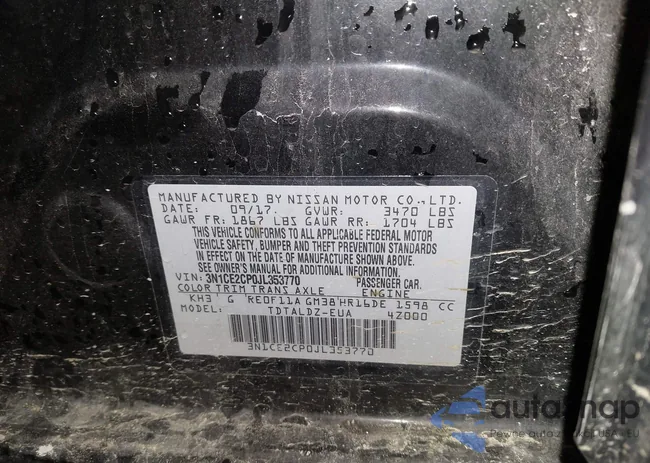 MANUFACTURED BY NISSAN MOTOR CO., LTD.
DATE: 09/17. GVWR: 3470 LBS
GAWR FR: 1867 LBS GAWR RR: 1704 LBS
THIS VEHICLE CONFORMS TO ALL APPLICABLE FEDERAL MOTOR
VEHICLE SAFETY, BUMPER AND THEFT PREVENTION STANDARDS
IN EFFECT ON THE DATE OF MANUFACTURE SHOWN ABOVE.
SEE OWNER'S MANUAL FOR ADDITIONAL INFORMATION.
VIN: 3N1CE2CP0JL353770 PASSENGER CAR.
COLOR TRIM TRANS AXLE ENGINE
KH3 G RE0F11A GM38 HR16DE 1598 CC
TDTALDZ-EUA 4Z000
3N1CE2CP0JL353770
autosnap
Pewne auta z